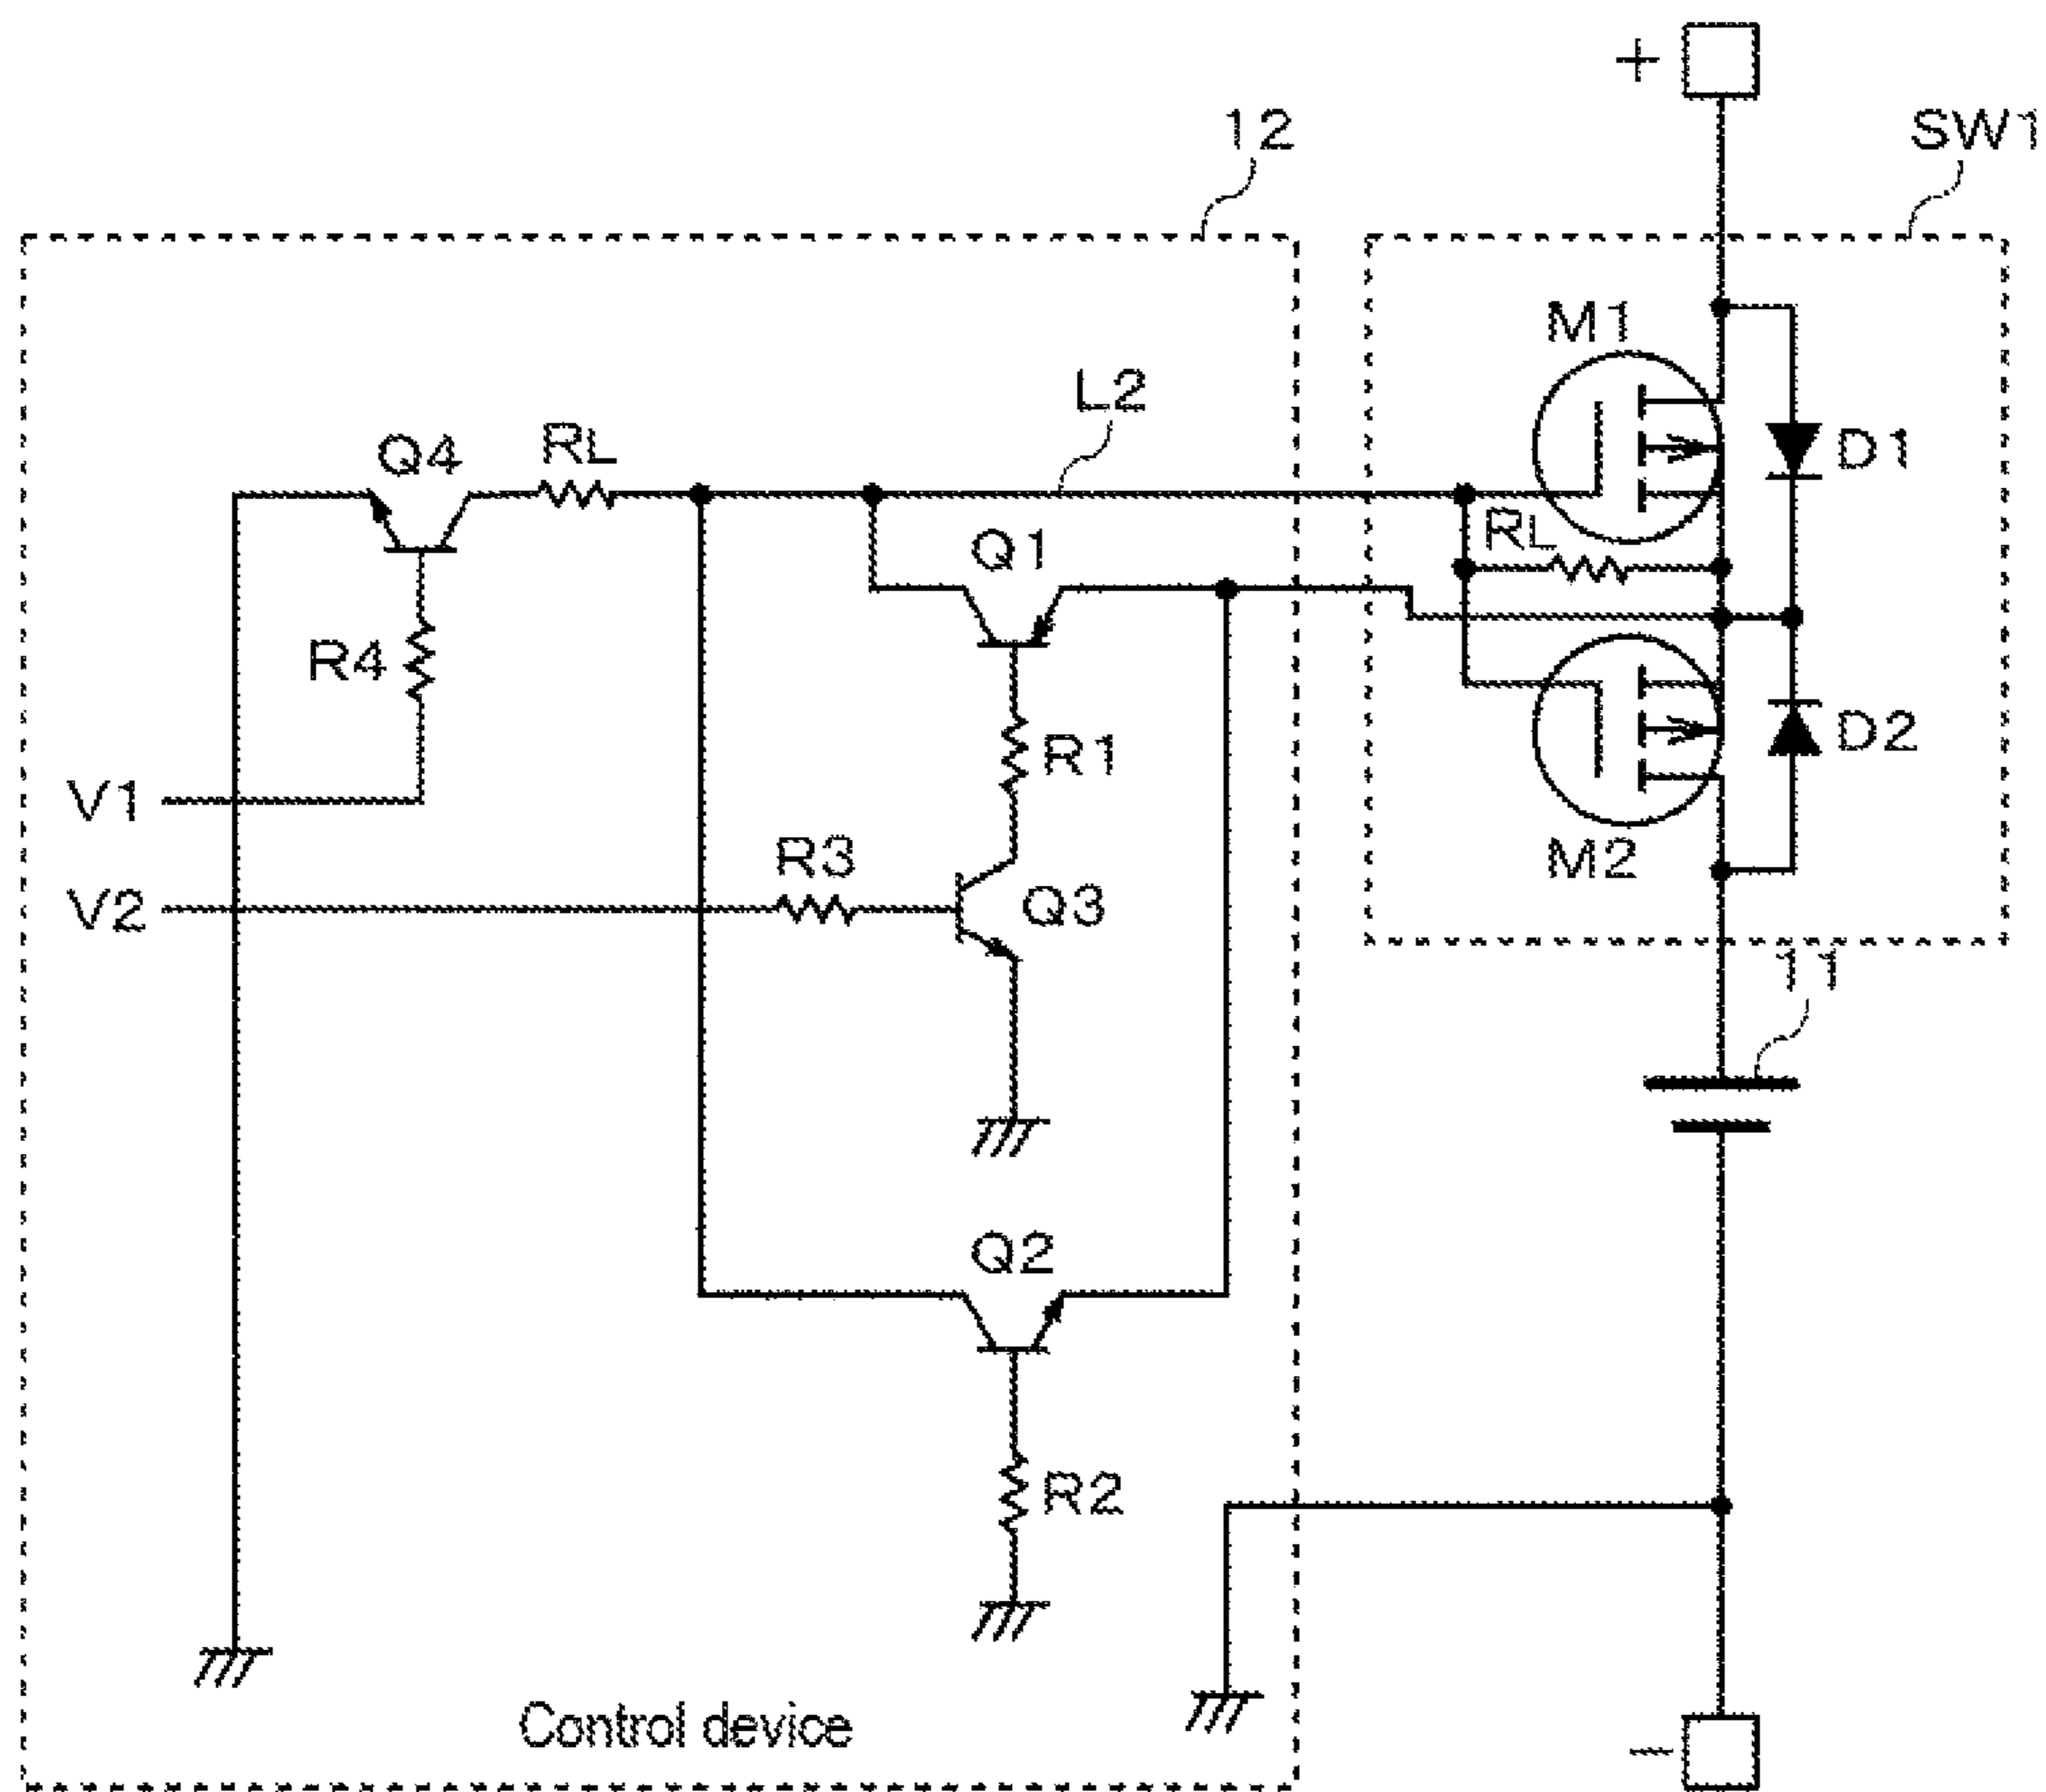 +
12
SW1
M1
L2
Q4
RL
D1
RL
Q1
R4
D2
R1
V1
R3
M2
V2
Q3
11
Q2
R2
Control device
−